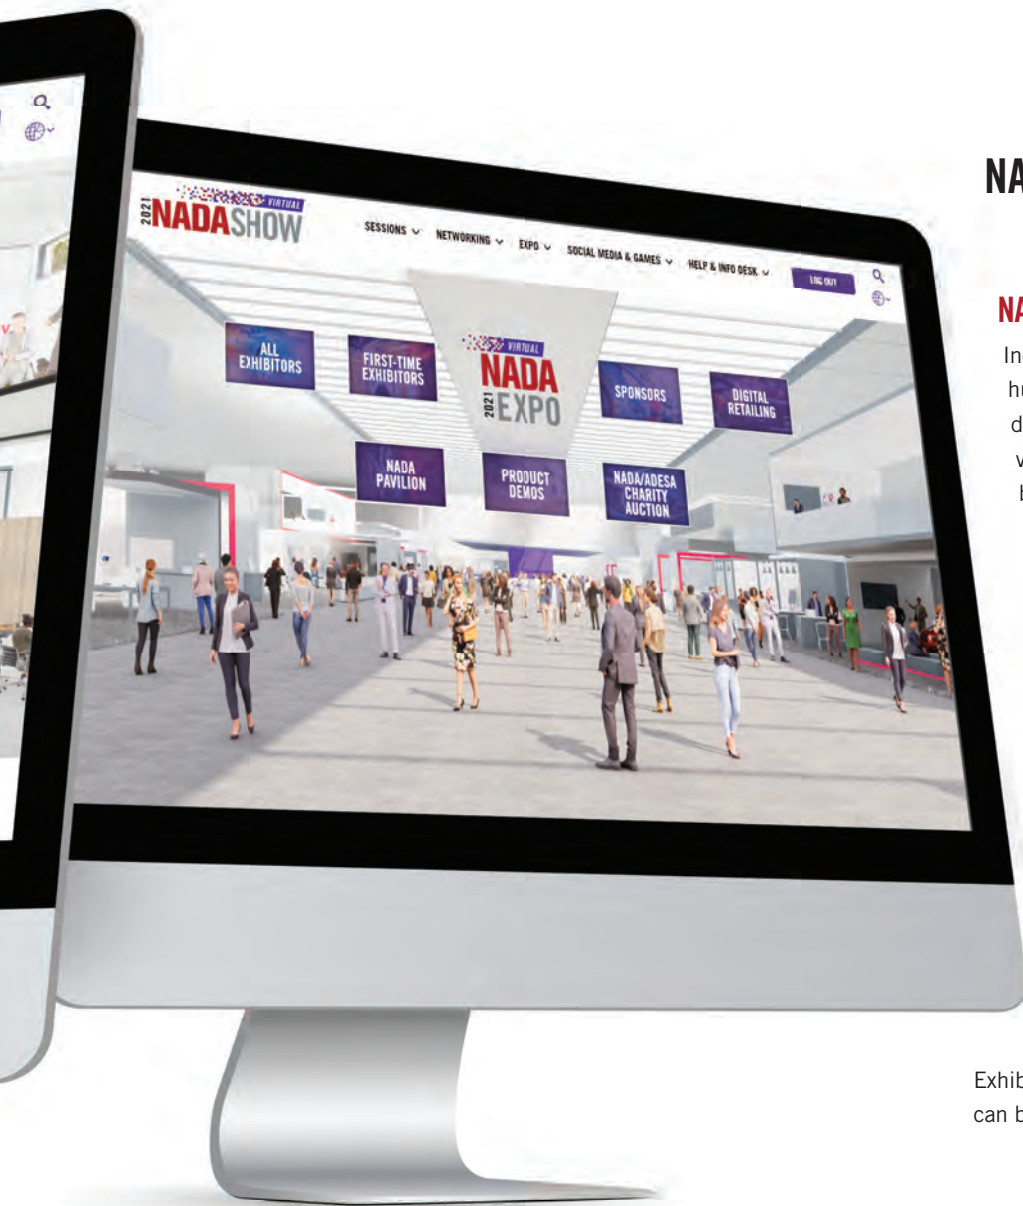 VIRTUAL
2021 NADASHOW
SESSIONS
NETWORKING
EXPO
SOCIAL MEDIA & GAMES
HELP & INFO DESK
LOG OUT
ALL
EXHIBITORS
FIRST-TIME
EXHIBITORS
VIRTUAL
NADA
2021 EXPO
SPONSORS
DIGITAL
RETAILING
NADA
PAVILION
PRODUCT
DEMOS
NADA/ADESA
CHARITY
AUCTION
NA
NA
In
hu
d
v
b
Exhib
can b